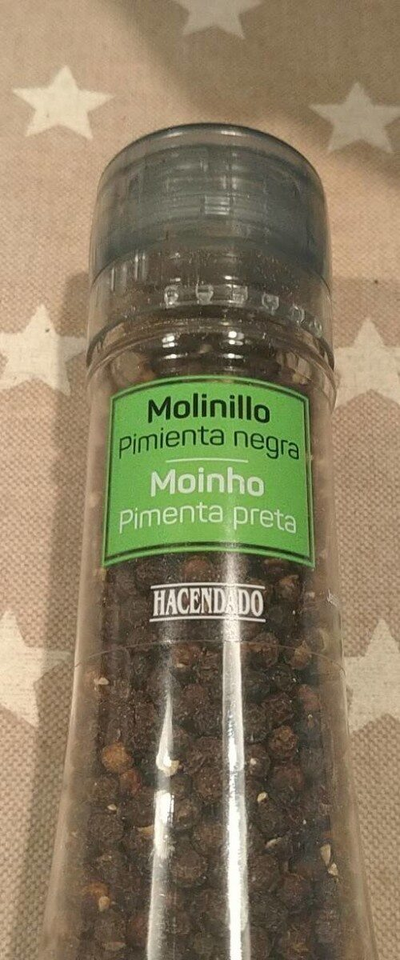 Molinillo
Pimienta negra
Moinho
Pimenta preta
HACENDADO